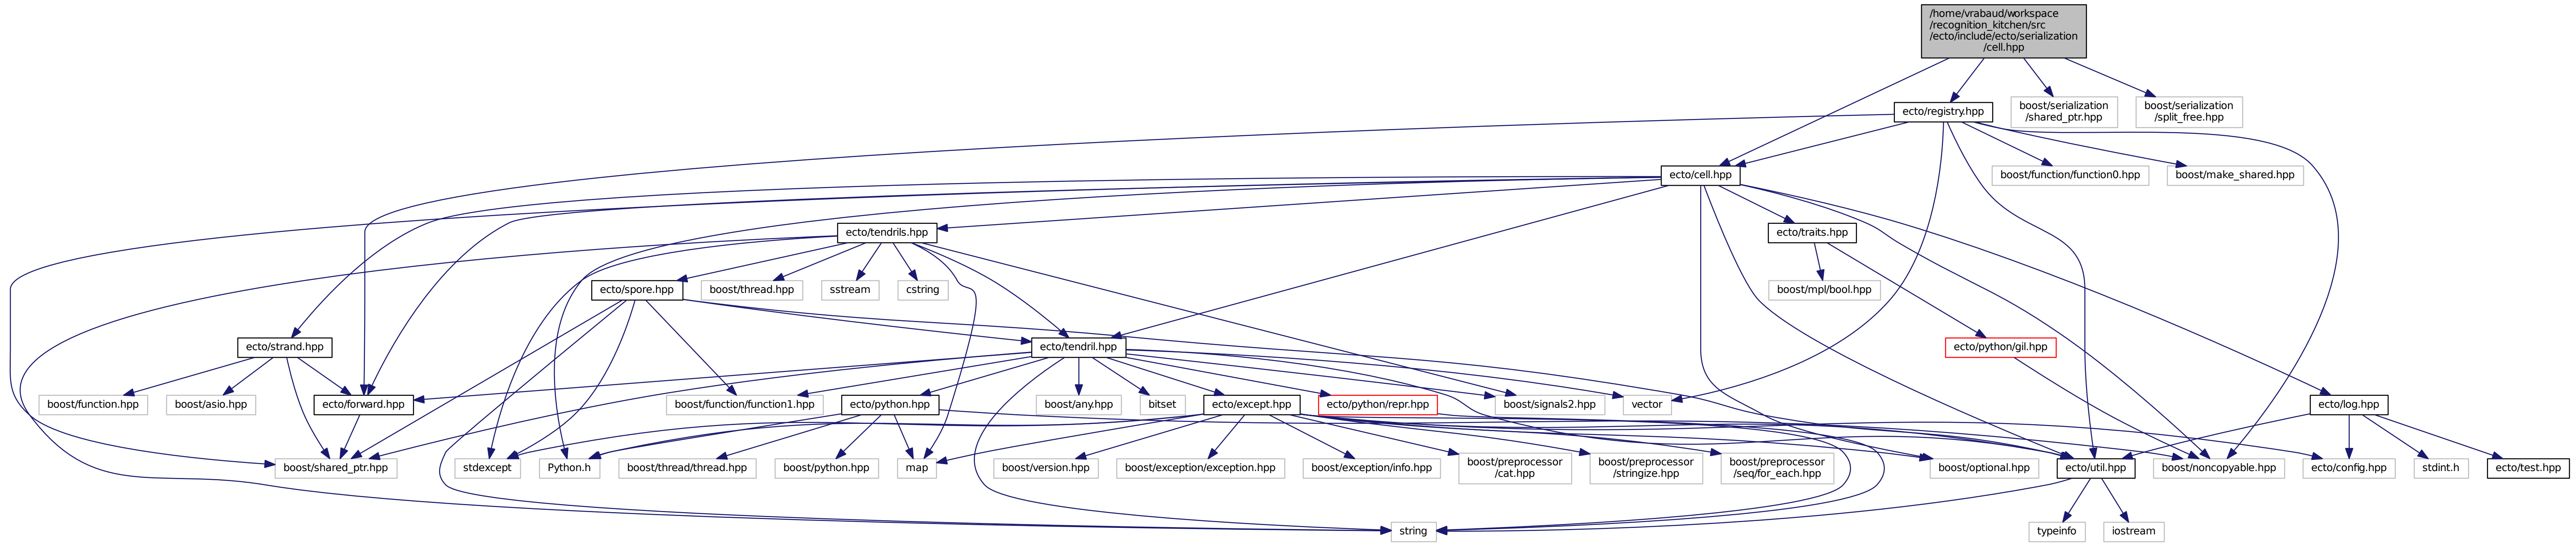 /home/vrabaud/workspace
/recognition_kitchen/src
/ecto/include/ecto/serialization
/cell.hpp
ecto/registry.hpp
boost/serialization
/shared_ptr.hpp
boost/serialization
/split_free.hpp
ecto/cell.hpp
boost/function/function0.hpp
boost/make_shared.hpp
ecto/tendrils.hpp
ecto/traits.hpp
ecto/spore.hpp
boost/thread.hpp
sstream
cstring
boost/mpl/bool.hpp
ecto/strand.hpp
ecto/tendril.hpp
ecto/python/gil.hpp
boost/function.hpp
boost/asio.hpp
ecto/forward.hpp
boost/function/function1.hpp
ecto/python.hpp
boost/any.hpp
bitset
ecto/except.hpp
ecto/python/repr.hpp
boost/signals2.hpp
vector
ecto/log.hpp
boost/shared_ptr.hpp
stdexcept
Python.h
boost/thread/thread.hpp
boost/python.hpp
map
boost/version.hpp
boost/exception/exception.hpp
boost/exception/info.hpp
boost/preprocessor
/cat.hpp
boost/preprocessor
/stringize.hpp
boost/preprocessor
/seq/for_each.hpp
boost/optional.hpp
ecto/util.hpp
boost/noncopyable.hpp
ecto/config.hpp
stdint.h
ecto/test.hpp
string
typeinfo
iostream